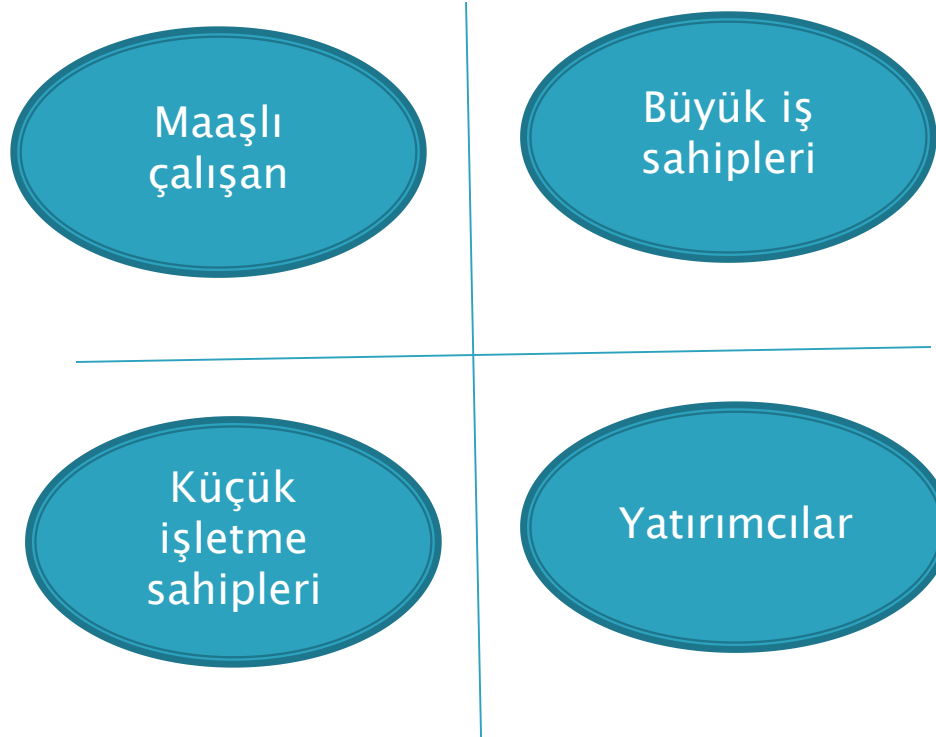 Maaşlı
çalışan
Büyük iş
sahipleri
Küçük
işletme
sahipleri
Yatırımcılar